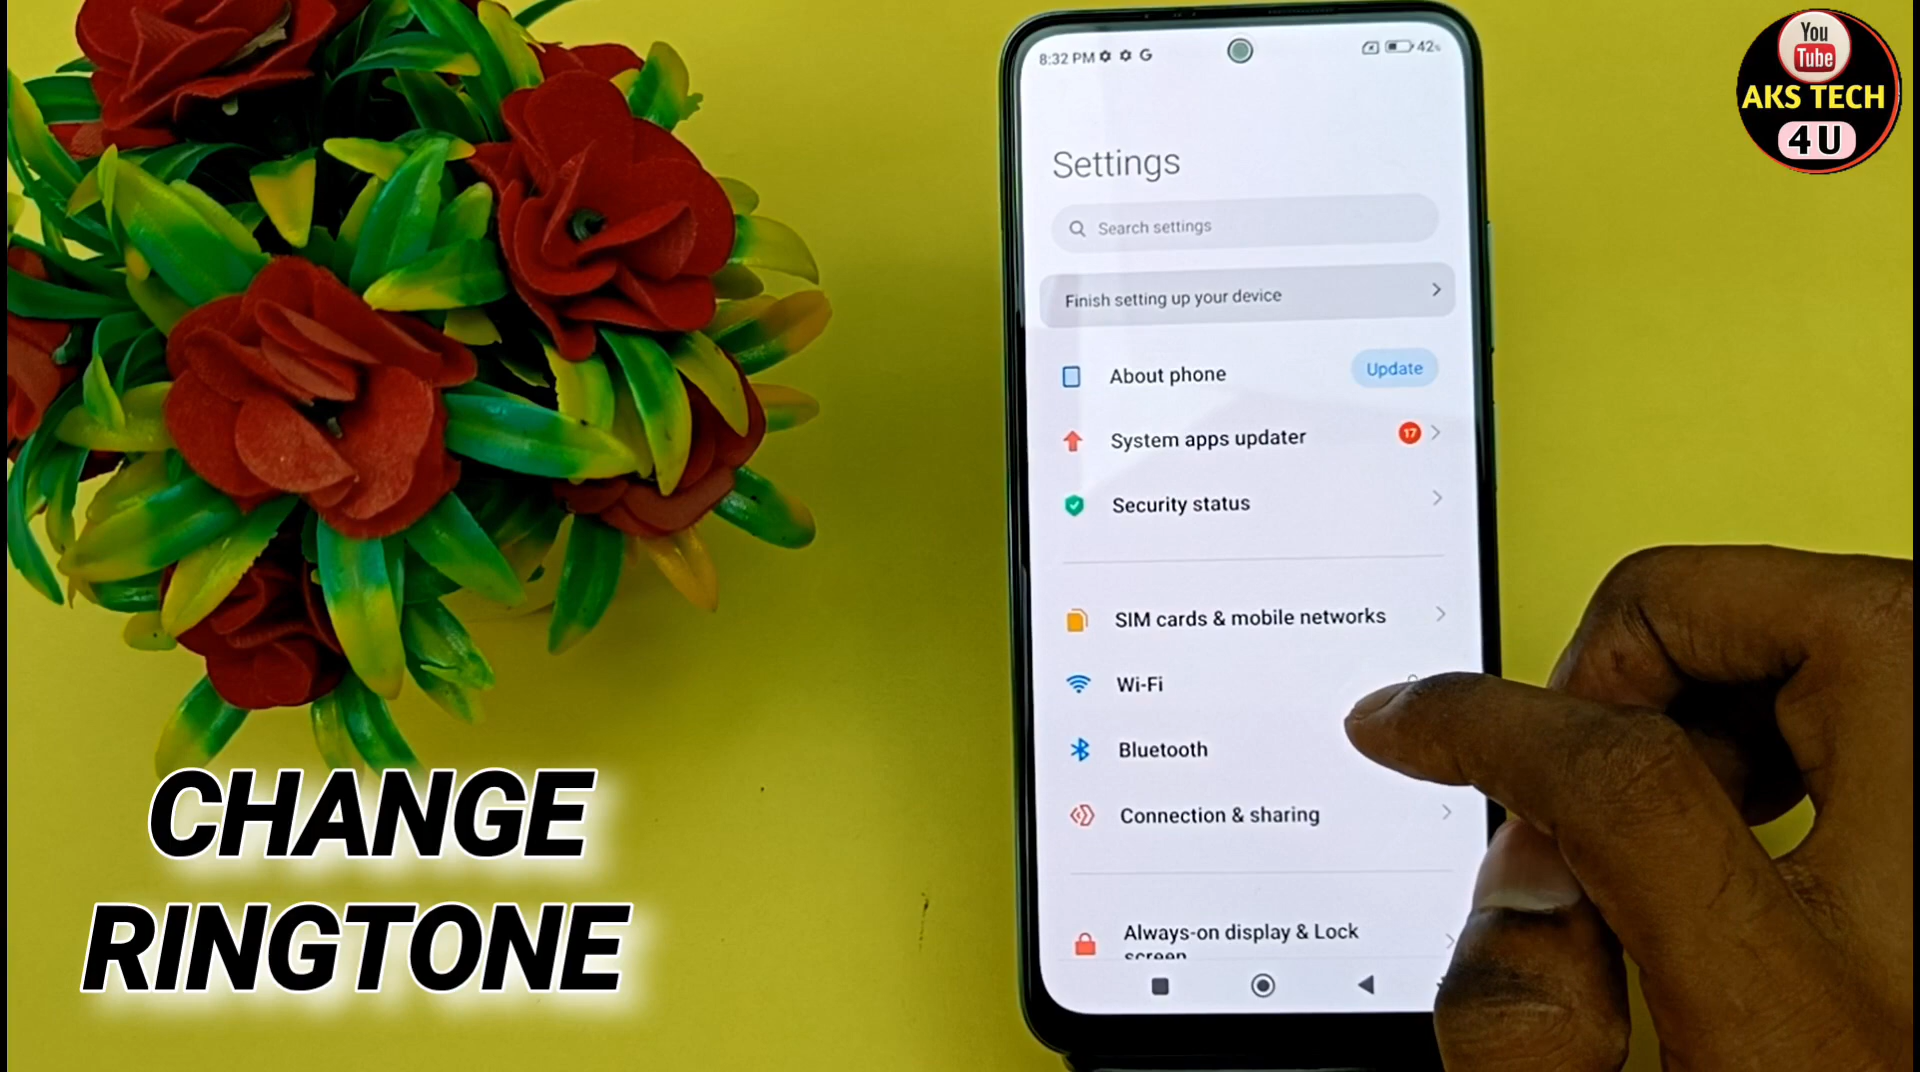 8:32 PM G
42%
Settings
Search settings
Finish setting up your device
About phone
Update
System apps updater
17
Security status
SIM cards & mobile networks
Wi-Fi
Bluetooth
Connection & sharing
Always-on display & Lock
screen
You
Tube
AKS TECH
4 U
CHANGE
RINGTONE